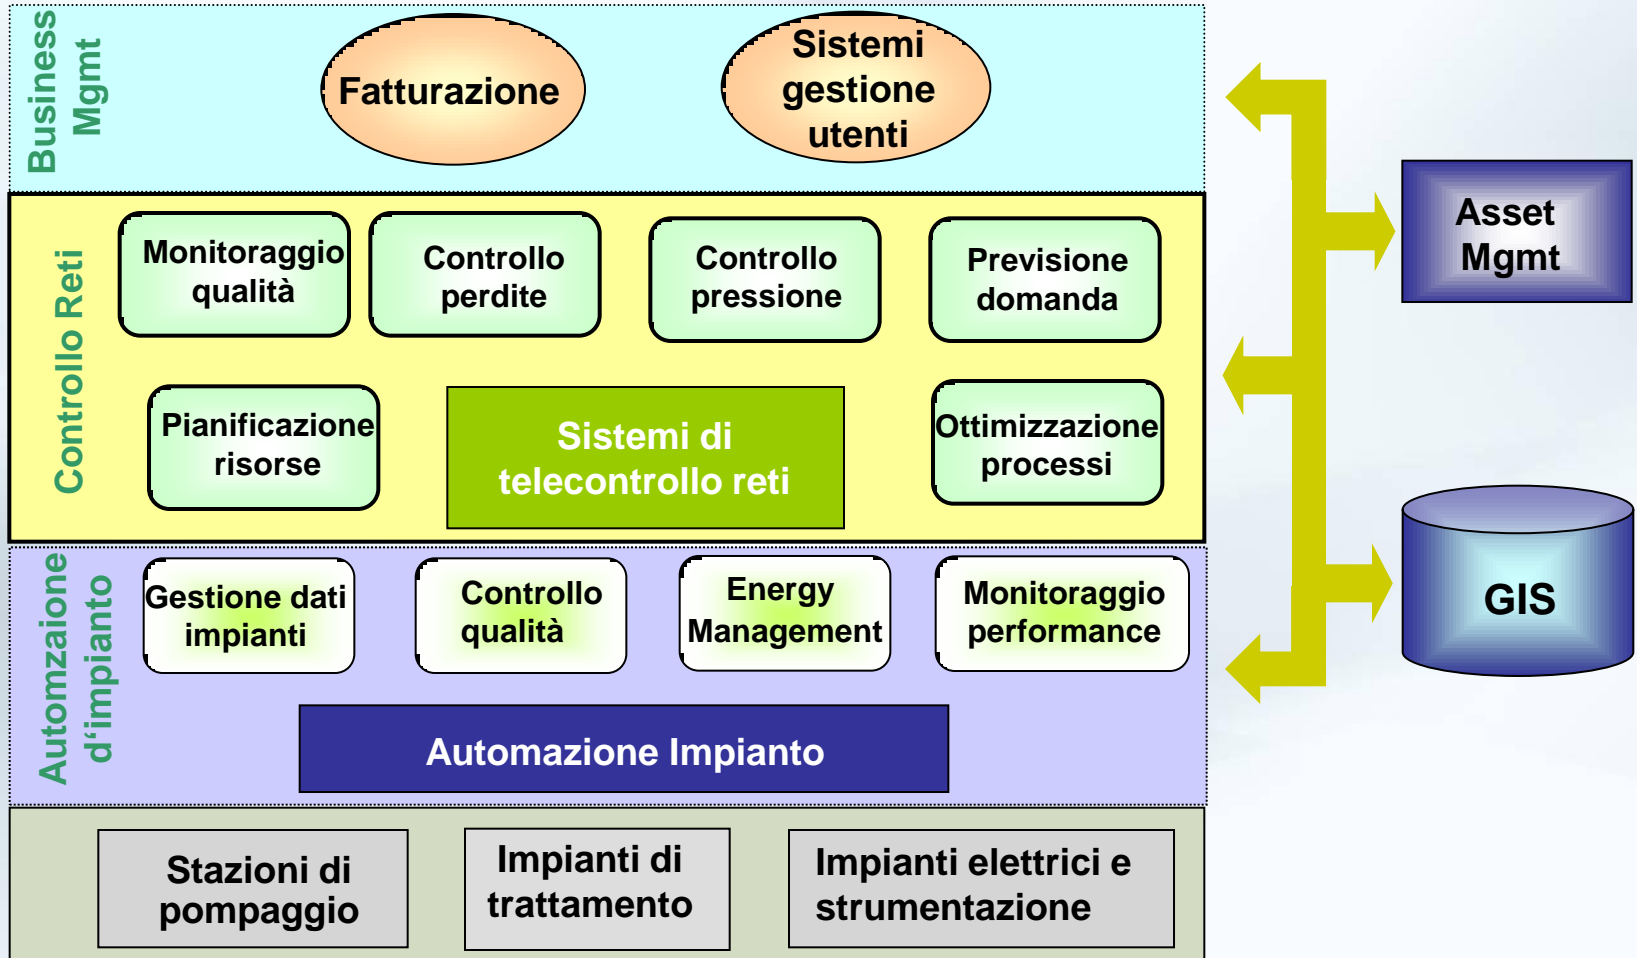 Business
Mgmt
Fatturazione
Sistemi
gestione
utenti
Controllo Reti
Monitoraggio
qualità
Controllo
perdite
Controllo
pressione
Previsione
domanda
Pianificazione
risorse
Sistemi di
telecontrollo reti
Ottimizzazione
processi
Automzaione
d‘impianto
Gestione dati
impianti
Controllo
qualità
Energy
Management
Monitoraggio
performance
Automazione Impianto
Stazioni di
pompaggio
Impianti di
trattamento
Impianti elettrici e
strumentazione
Asset
Mgmt
GIS